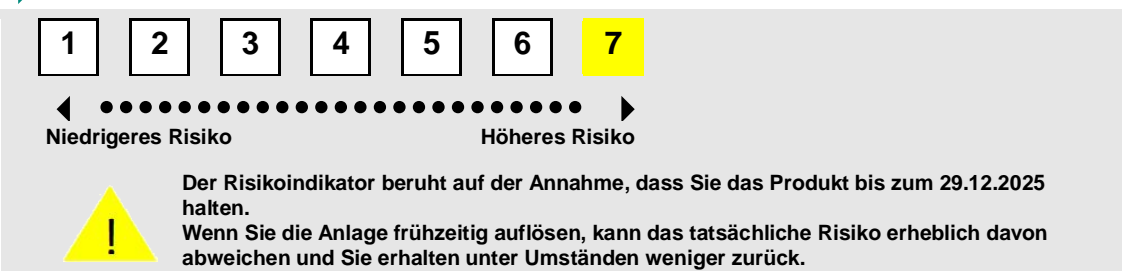 1 2 3 4 5 6 7
Niedrigeres Risiko Höheres Risiko
Der Risikoindikator beruht auf der Annahme, dass Sie das Produkt bis zum 29.12.2025
halten.
!
Wenn Sie die Anlage frühzeitig auflösen, kann das tatsächliche Risiko erheblich davon
abweichen und Sie erhalten unter Umständen weniger zurück.